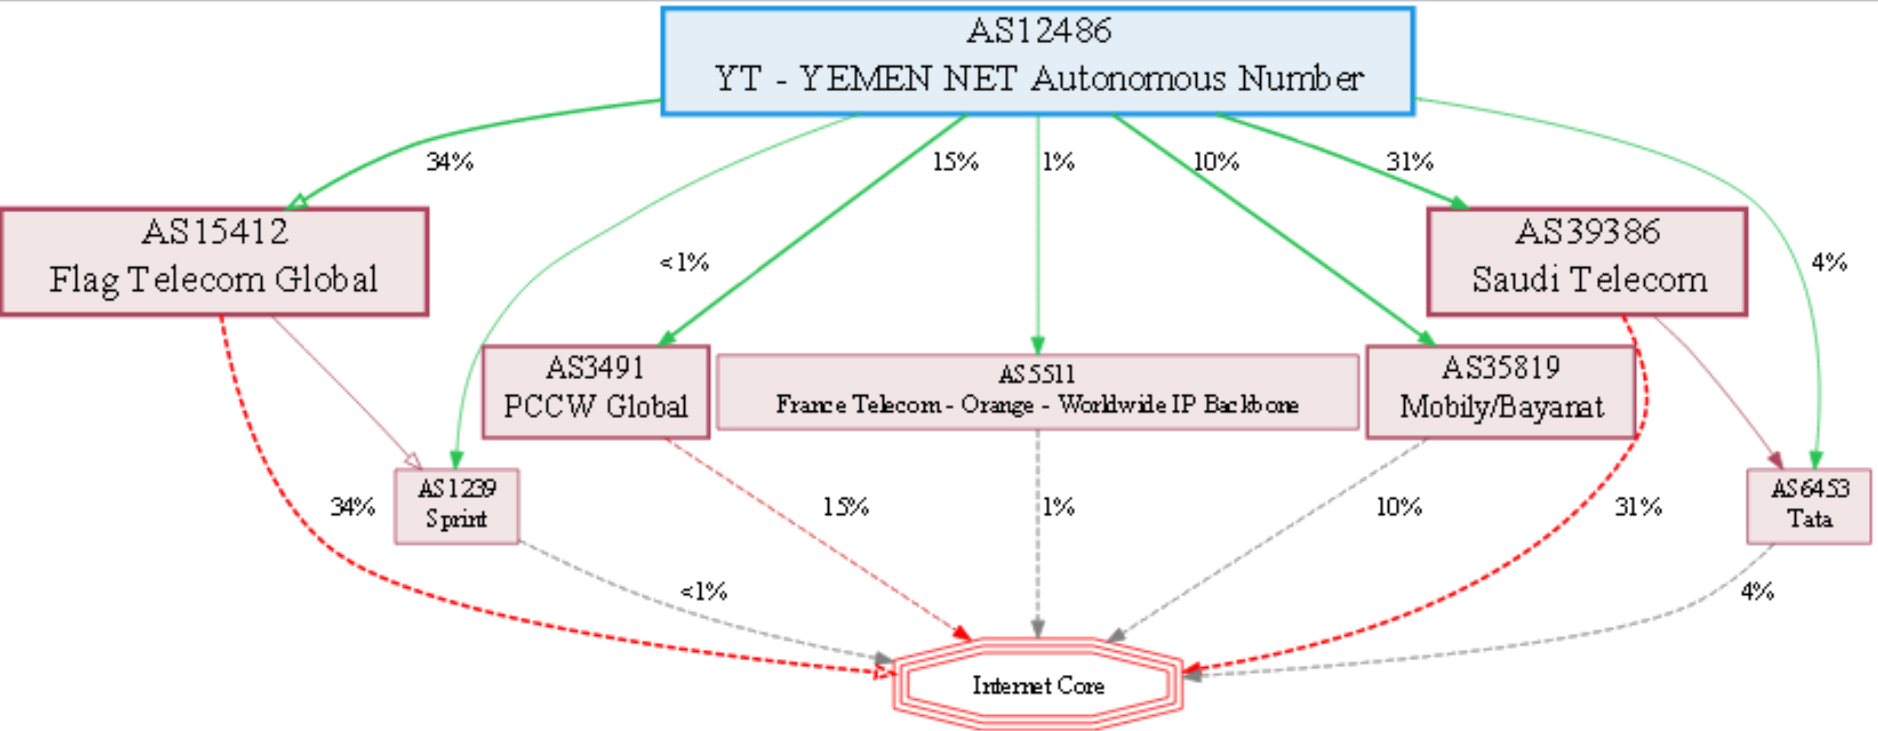 AS12486
YT - YEMEN NET Autonomous Number
34%
15%
1%
10%
31%
AS15412
Flag Telecom Global
<1%
AS39386
Saudi Telecom
4%
AS3491
PCCW Global
AS5511
France Telecom - Orange - Worldwide IP Backbone
AS35819
Mobily/Bayanat
34%
AS1239
Sprint
15%
1%
10%
31%
AS6453
Tata
<1%
4%
Internet Core